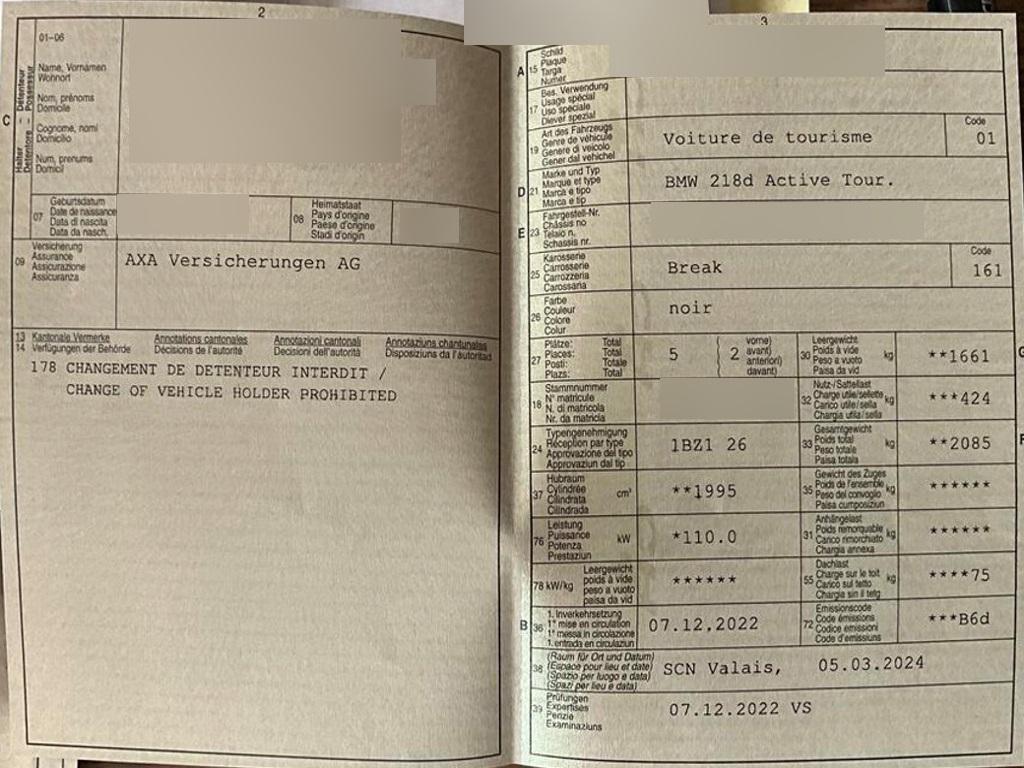 2
01-06
Name, Vornamen
Wohnort
Nom, prénoms
Domicile
Cognome, nomi
Domicilio
Num, prenums
Domicil
C
Halter – Détenteur
Detentore – Possessur
07
Geburtsdatum
Date de naissance
Data di nascita
Data da nasch.
08
Heimatstaat
Pays d'origine
Paese d'origine
Stadi d'origin
09
Versicherung
Assurance
Assicurazione
Assicuranza
AXA Versicherungen AG
13 Kantonale Vermerke Annotations cantonales Annotazioni cantonali Annotaziuns chantunalas
14 Verfügungen der Behörde Décisions de l'autorité Decisioni dell'autorità Disposiziuns da l'autoritad
178 CHANGEMENT DE DETENTEUR INTERDIT /
CHANGE OF VEHICLE HOLDER PROHIBITED
3
A 15
Schild
Plaque
Targa
Numer
17
Bes. Verwendung
Usage spécial
Uso speciale
Diever spezial
19
Art des Fahrzeugs
Genre de véhicule
Genere di veicolo
Gener dal vehichel
Voiture de tourisme
Code
01
D 21
Marke und Typ
Marque et type
Marca e tipo
Marca e tip
BMW 218d Active Tour.
E 23
Fahrgestell-Nr.
Châssis no
Telaio n.
Schassis nr.
25
Karosserie
Carrosserie
Carrozzeria
Carossaria
Break
Code
161
26
Farbe
Couleur
Colore
Colur
noir
27
Plätze: Total
Places: Total
Posti: Totale
Plazs: Total
5
2
( vorne)
( avant)
( anteriori)
( davant)
30
Leergewicht
Poids à vide
Peso a vuoto
Paisa da vid
kg
**1661
G
18
Stammnummer
N° matricule
N. di matricola
Nr. da matricla
32
Nutz-/Sattellast
Charge utile/sellette
Carico utile/sella
Chargia utila/sella
kg
***424
24
Typengenehmigung
Réception par type
Approvazione del tipo
Approvaziun dal tip
1BZ1 26
33
Gesamtgewicht
Poids total
Peso totale
Paisa totala
kg
**2085
F
37
Hubraum
Cylindrée
Cilindrata
Cilindrada
cm³
**1995
35
Gewicht des Zuges
Poids de l'ensemble
Peso del convoglio
Paisa cumposiziun
kg
******
76
Leistung
Puissance
Potenza
Prestaziun
kW
*110.0
31
Anhängelast
Poids remorquable
Carico rimorchiato
Chargia annexa
kg
******
78 kW/kg
Leergewicht
poids à vide
peso a vuoto
paisa da vid
******
55
Dachlast
Charge sur le toit
Carico sul tetto
Chargia sin il tetg
kg
****75
B 36
1. Inverkehrsetzung
1re mise en circulation
1a messa in circolazione
1. entrada en circulaziun
07.12.2022
72
Emissionscode
Code émissions
Codice emissioni
Code d'emissiuns
***B6d
38
(Raum für Ort und Datum)
(Espace pour lieu et date)
(Spazio per luogo e data)
(Spazi per lieu e data)
SCN Valais, 05.03.2024
39
Prüfungen
Expertises
Perizie
Examinaziuns
07.12.2022 VS